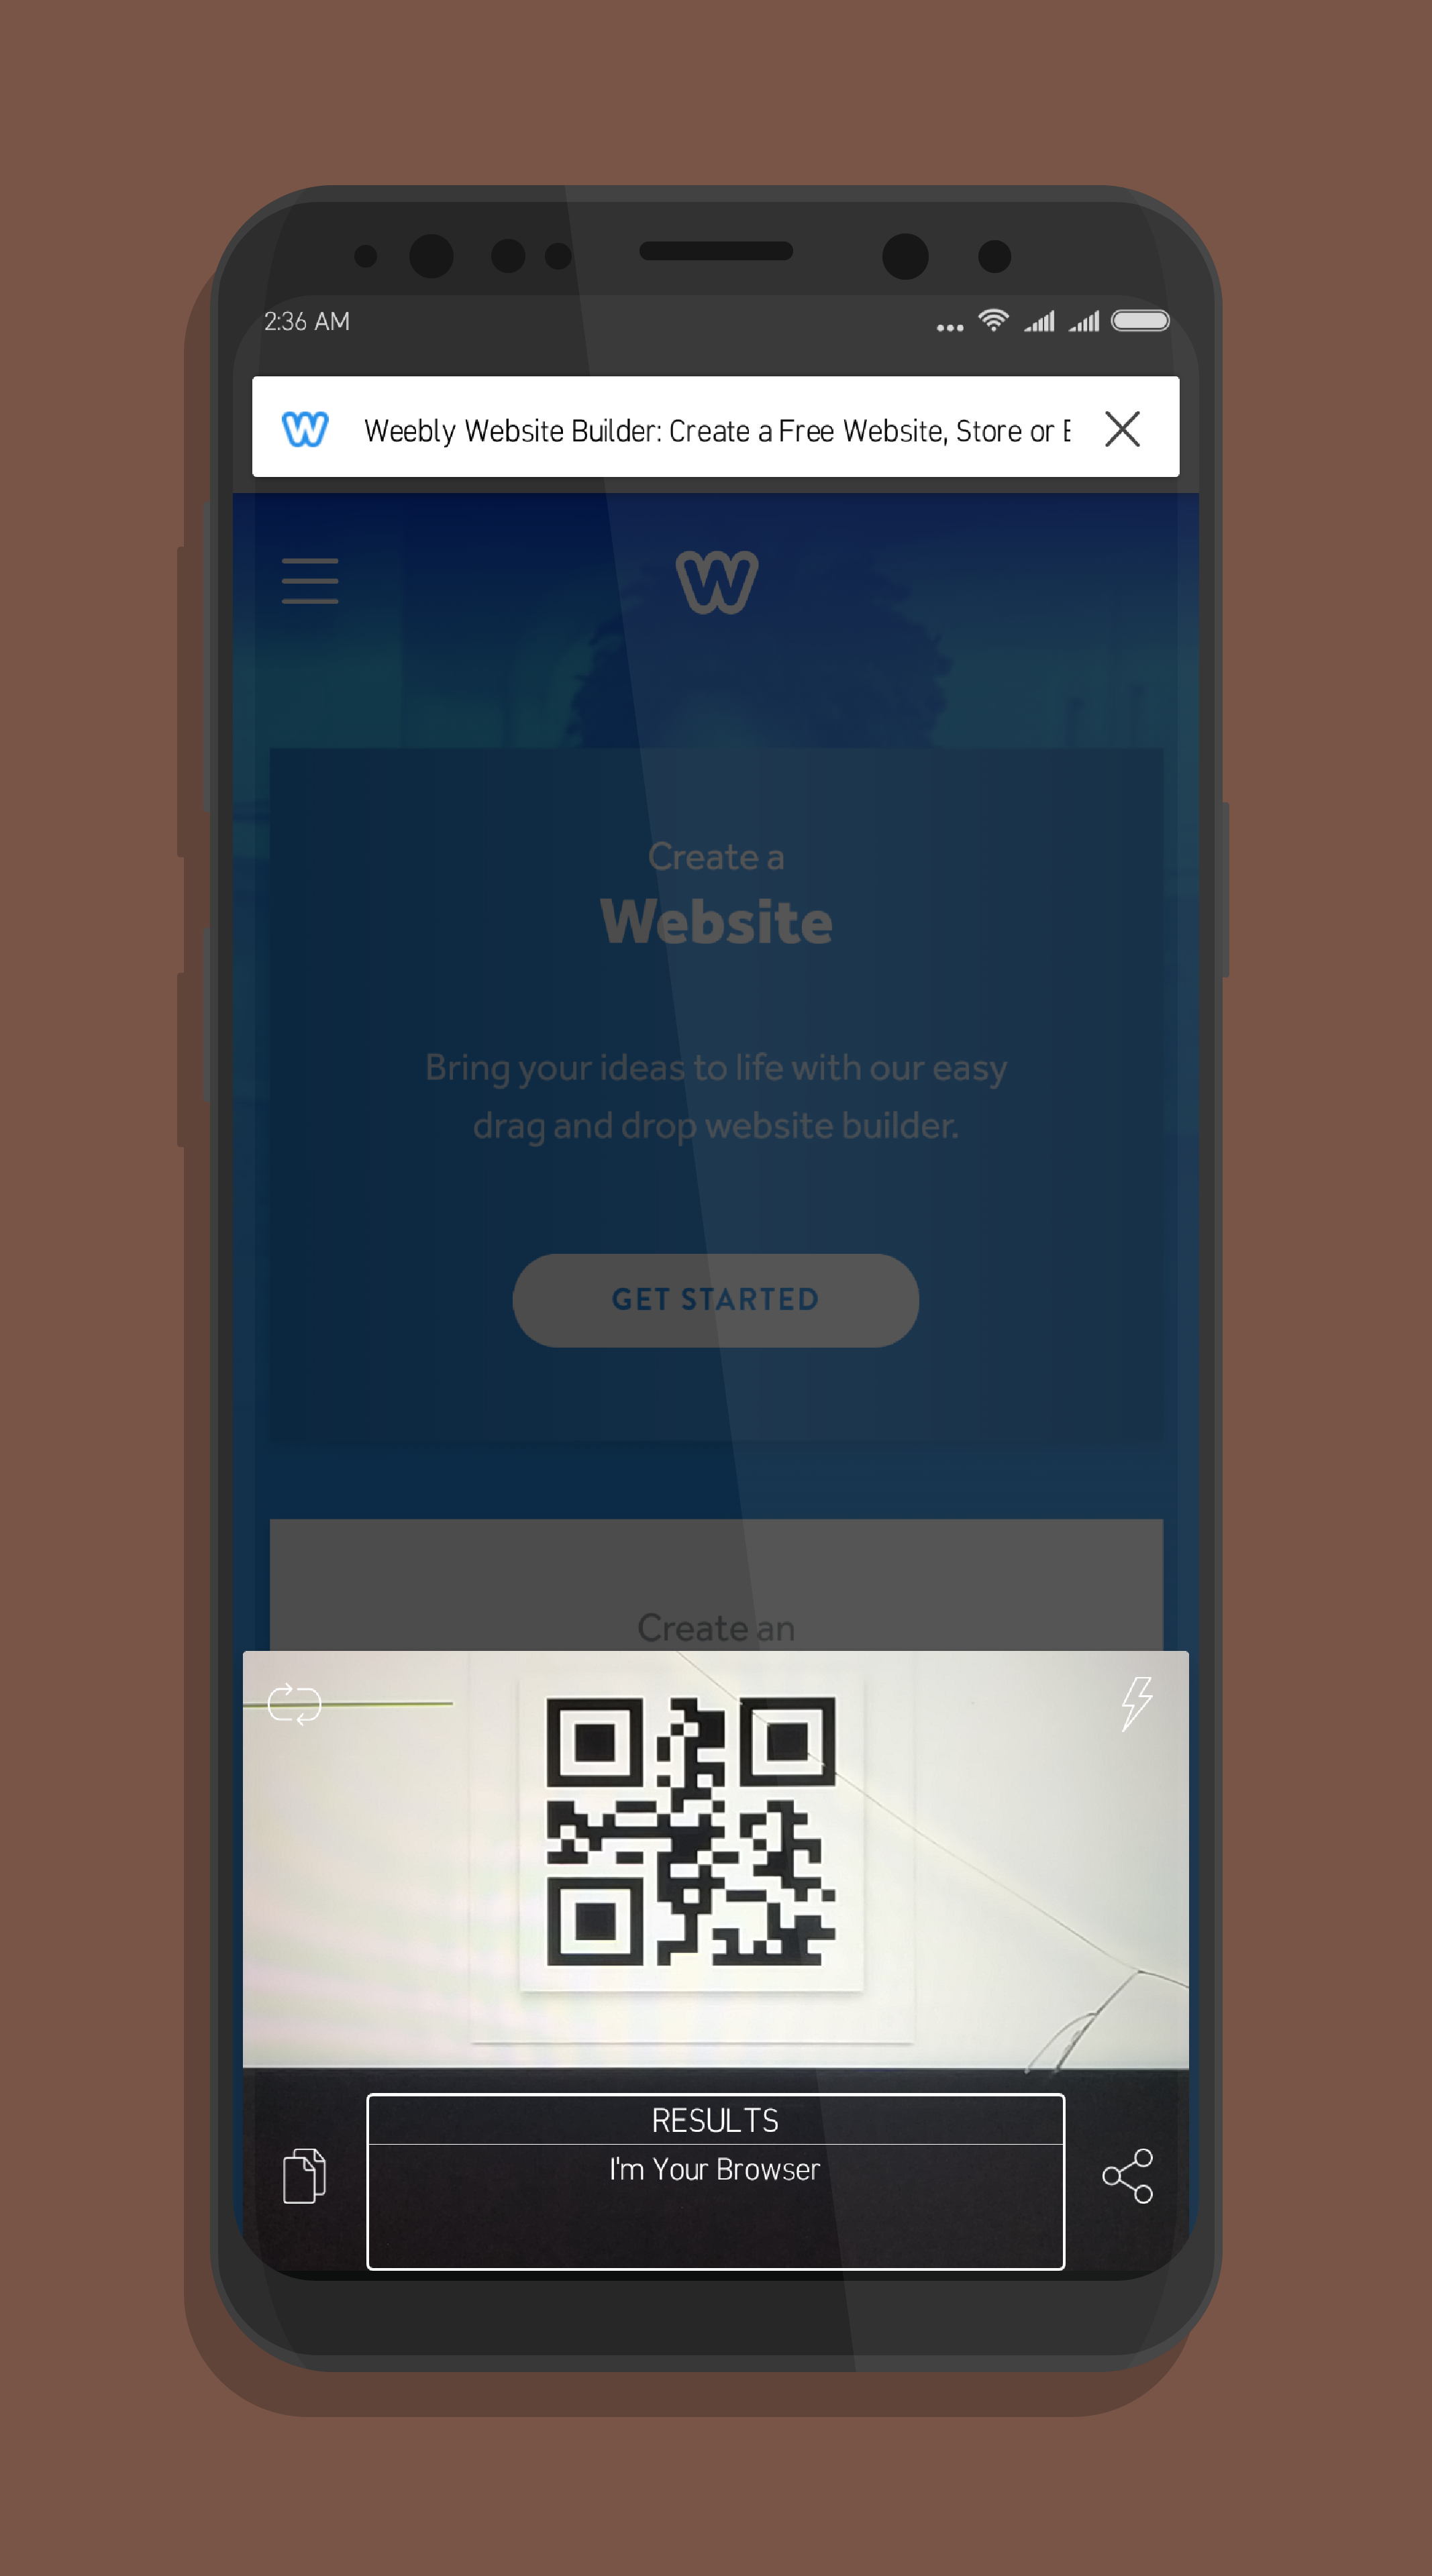 2:36 AM
Weebly Website Builder: Create a Free Website, Store or
Create a
Website
Bring your ideas to life with our easy
drag and drop website builder.
GET STARTED
Create an
RESULTS
I'm Your Browser